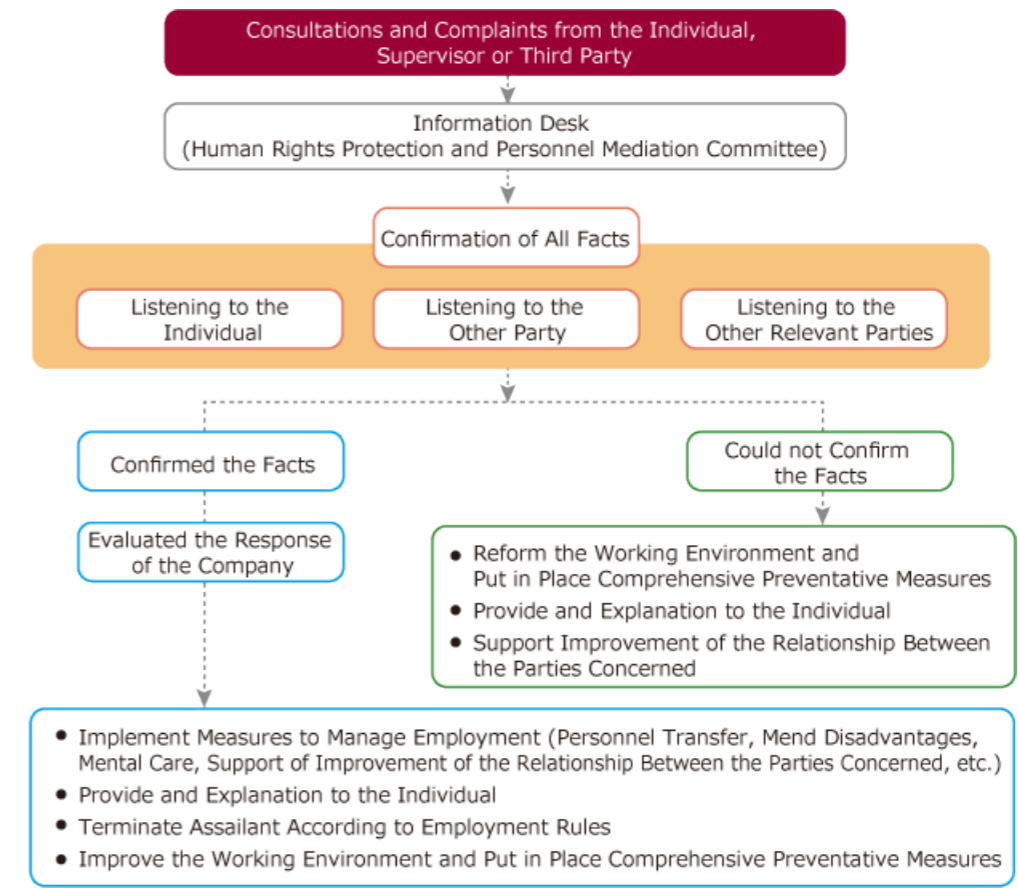 Consultations and Complaints from the Individual,
Supervisor or Third Party
Information Desk
(Human Rights Protection and Personnel Mediation Committee)
Confirmation of All Facts
Listening to the
Individual
Listening to the
Other Party
Listening to the
Other Relevant Parties
Confirmed the Facts
Could not Confirm
the Facts
Evaluated the Response
of the Company
● Reform the Working Environment and
Put in Place Comprehensive Preventative Measures
● Provide and Explanation to the Individual
● Support Improvement of the Relationship Between
the Parties Concerned
● Implement Measures to Manage Employment (Personnel Transfer, Mend Disadvantages,
Mental Care, Support of Improvement of the Relationship Between the Parties Concerned, etc.)
● Provide and Explanation to the Individual
● Terminate Assailant According to Employment Rules
● Improve the Working Environment and Put in Place Comprehensive Preventative Measures